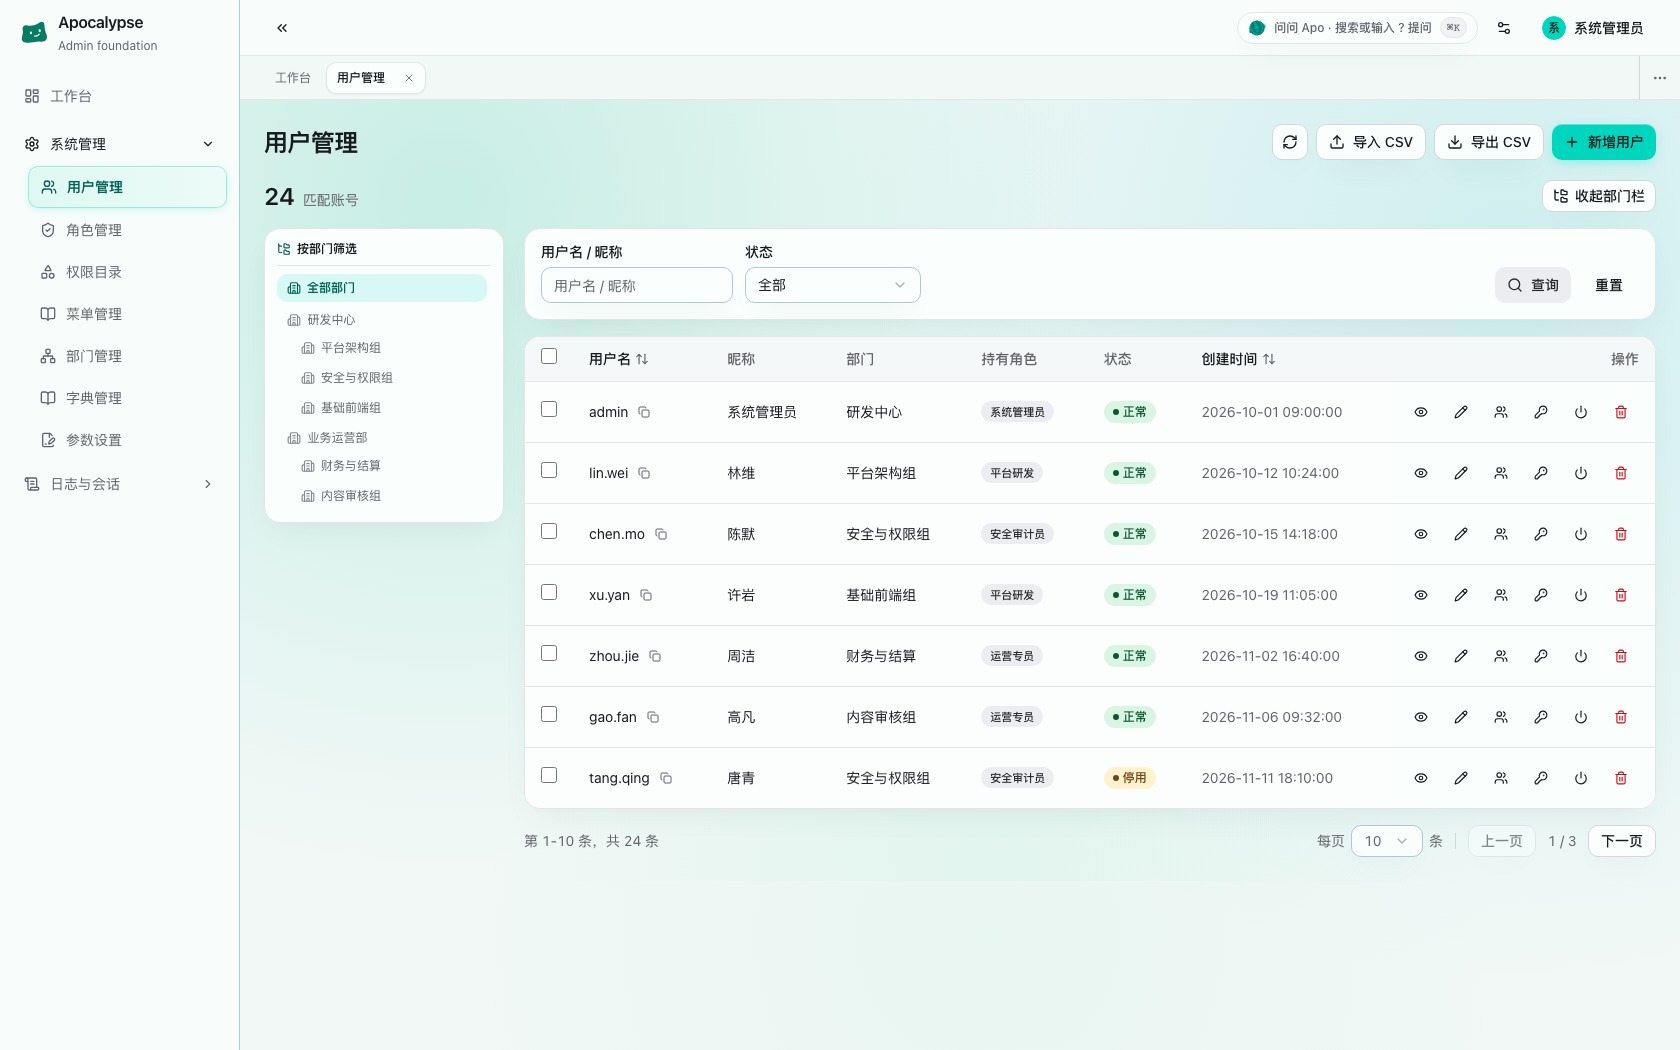 Apocalypse
Admin foundation
工作台
系统管理
用户管理
角色管理
权限目录
菜单管理
部门管理
字典管理
参数设置
日志与会话
问问 Apo · 搜索或输入 ? 提问 ⌘K
系 系统管理员
工作台 用户管理
用户管理
导入 CSV 导出 CSV 新增用户
24 匹配账号
收起部门栏
按部门筛选
全部部门
研发中心
平台架构组
安全与权限组
基础前端组
业务运营部
财务与结算
内容审核组
用户名 / 昵称 状态
用户名 / 昵称 全部 查询 重置
用户名 昵称 部门 持有角色 状态 创建时间 操作
admin 系统管理员 研发中心 系统管理员 正常 2026-10-01 09:00:00
lin.wei 林维 平台架构组 平台研发 正常 2026-10-12 10:24:00
chen.mo 陈默 安全与权限组 安全审计员 正常 2026-10-15 14:18:00
xu.yan 许岩 基础前端组 平台研发 正常 2026-10-19 11:05:00
zhou.jie 周洁 财务与结算 运营专员 正常 2026-11-02 16:40:00
gao.fan 高凡 内容审核组 运营专员 正常 2026-11-06 09:32:00
tang.qing 唐青 安全与权限组 安全审计员 停用 2026-11-11 18:10:00
第 1-10 条，共 24 条
每页 10 条 上一页 1 / 3 下一页